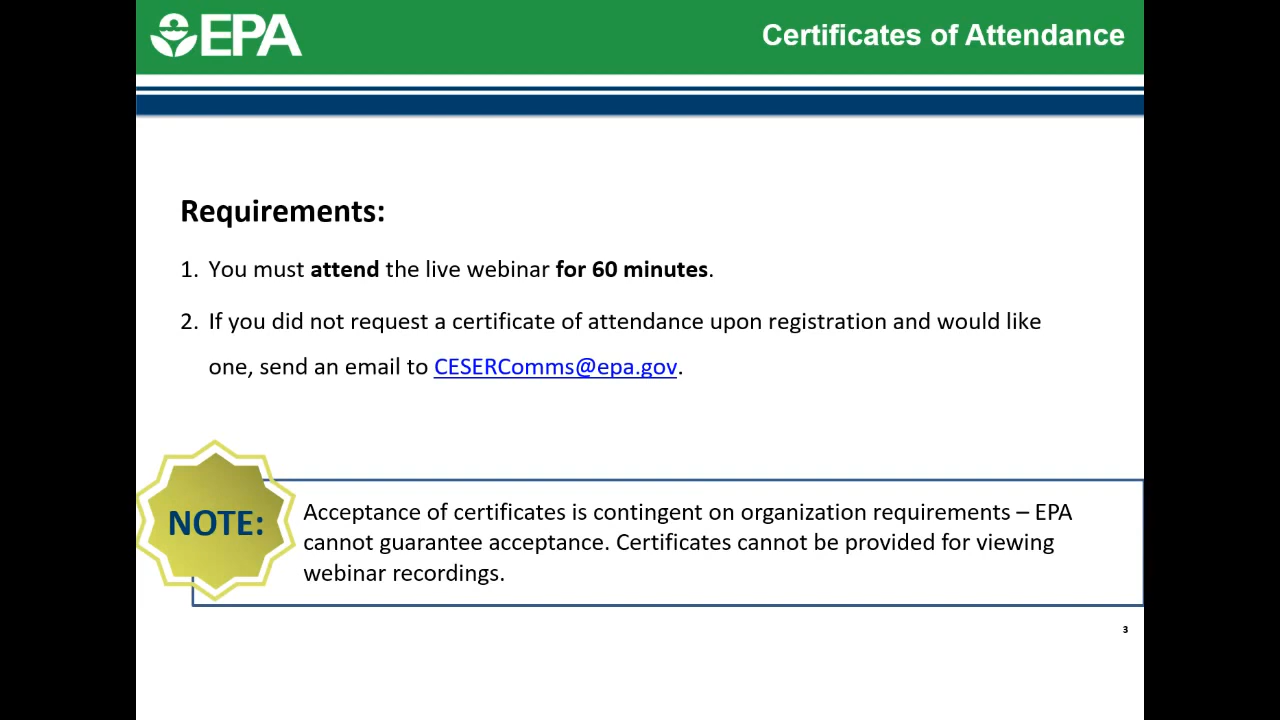 EPA
Certificates of Attendance
Requirements:
1. You must attend the live webinar for 60 minutes.
2. If you did not request a certificate of attendance upon registration and would like
one, send an email to CESERComms@epa.gov.
NOTE:
Acceptance of certificates is contingent on organization requirements – EPA
cannot guarantee acceptance. Certificates cannot be provided for viewing
webinar recordings.
3